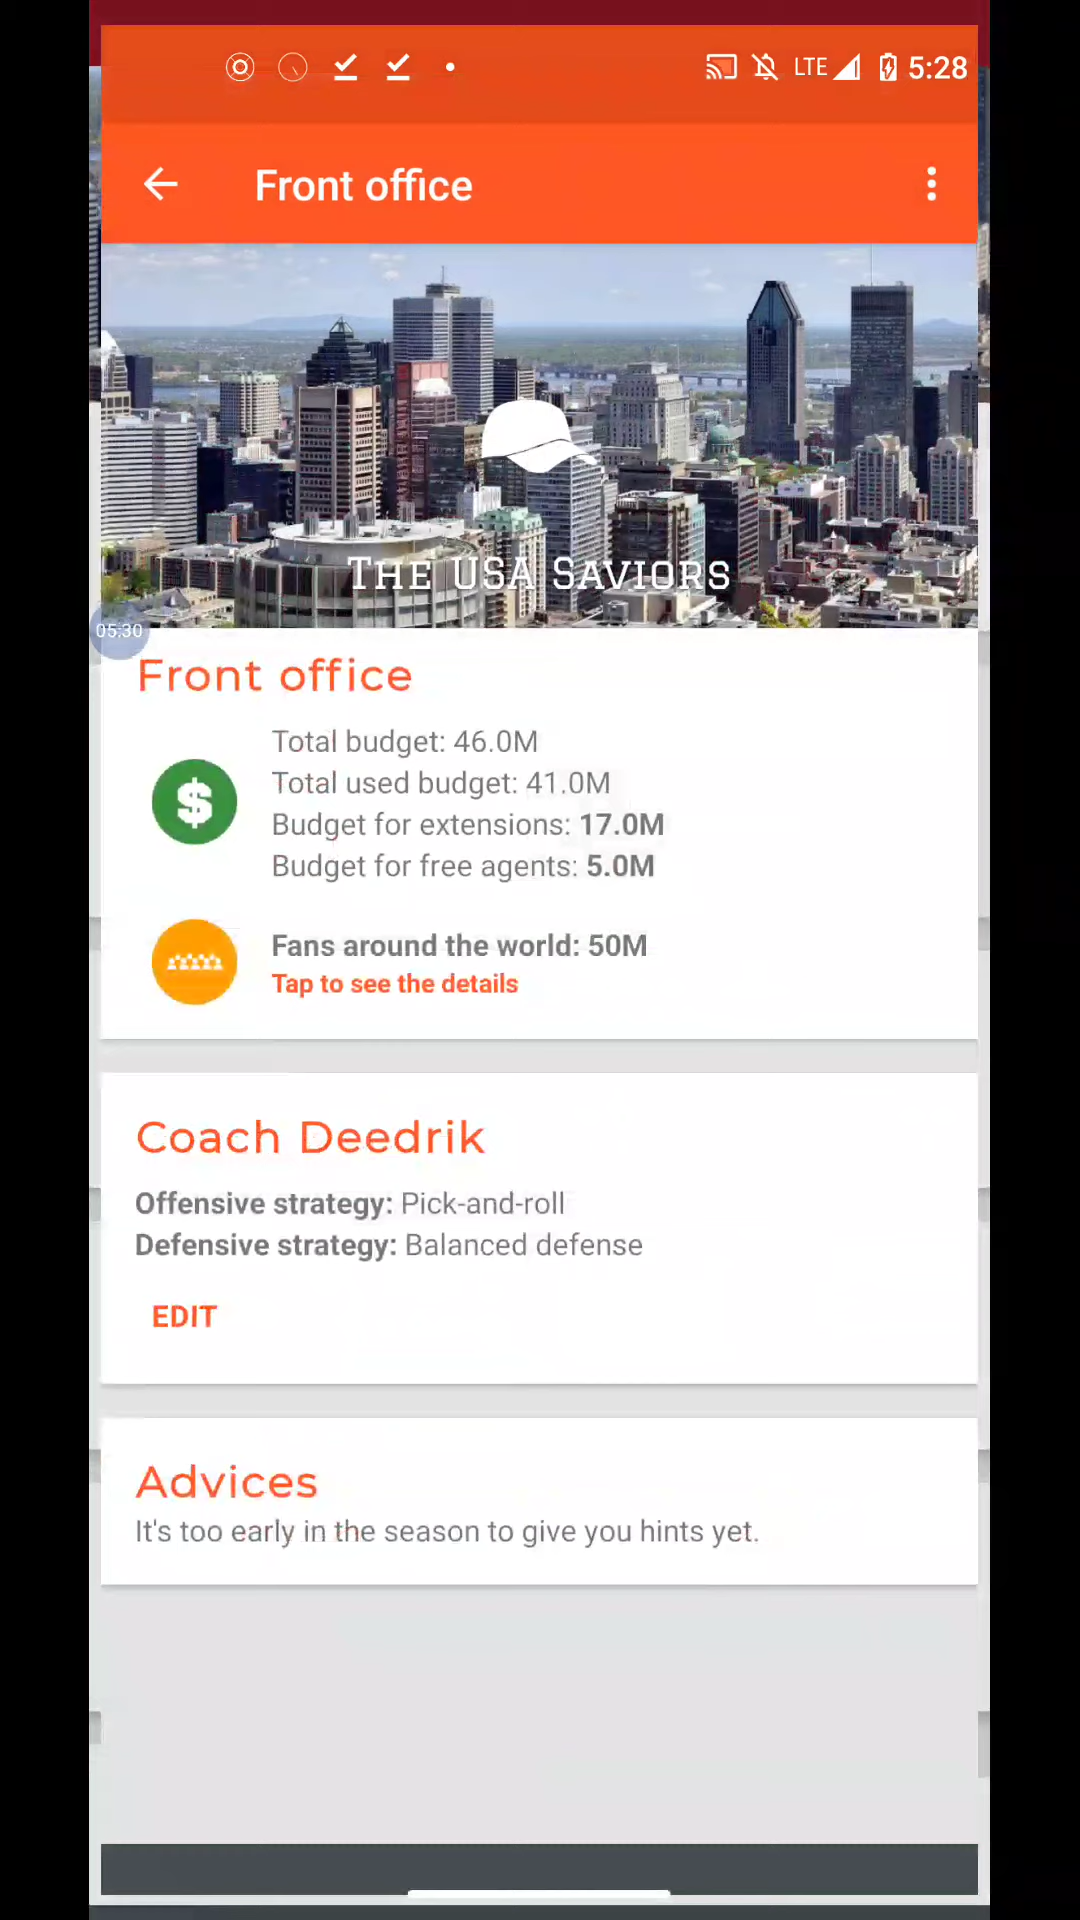 LTE 5:28
Front office
The USA Saviors
05:30
Front office
Total budget: 46.0M
Total used budget: 41.0M
Budget for extensions: 17.0M
Budget for free agents: 5.0M
Fans around the world: 50M
Tap to see the details
Coach Deedrik
Offensive strategy: Pick-and-roll
Defensive strategy: Balanced defense
EDIT
Advices
It's too early in the season to give you hints yet.